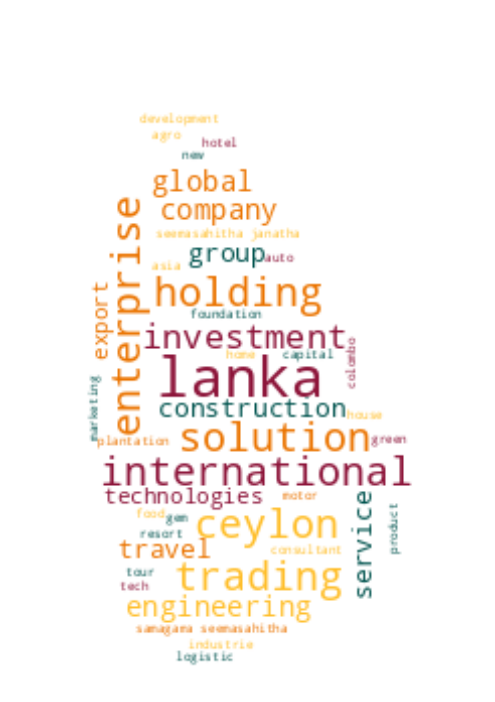 development
agro
hotel
new
global
company
enterprise
seemasahitha janatha
group
auto
asia
holding
export
foundation
investment
home
capital
colombo
lanka
marketing
construction
house
solution
plantation
green
international
technologies
motor
service
product
food
gem
ceylon
resort
travel
consultant
tour
trading
tech
engineering
samagama seemasahitha
industrie
logistic